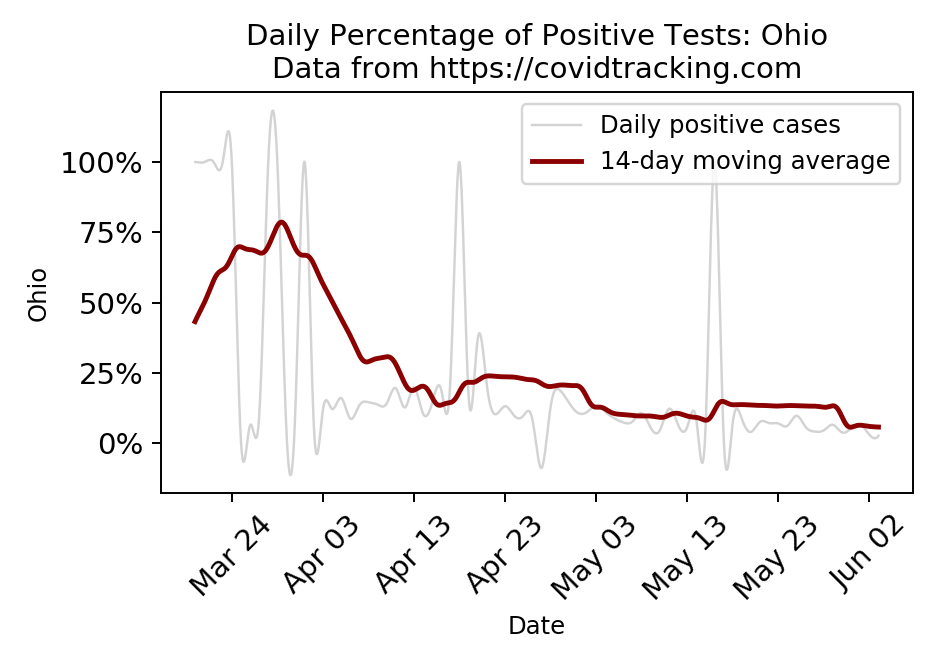 Daily Percentage of Positive Tests: Ohio
Data from https://covidtracking.com
Daily positive cases
14-day moving average
100%
75%
50%
25%
0%
Ohio
Mar 24
Apr 03
Apr 13
Apr 23
May 03
May 13
May 23
Jun 02
Date